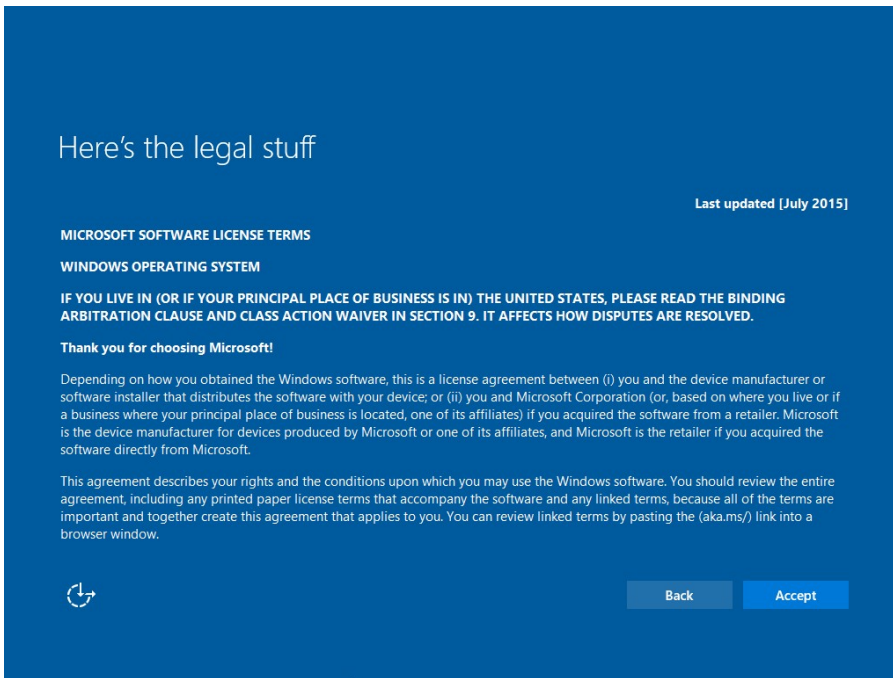 Here's the legal stuff
Last updated [July 2015]
MICROSOFT SOFTWARE LICENSE TERMS
WINDOWS OPERATING SYSTEM
IF YOU LIVE IN (OR IF YOUR PRINCIPAL PLACE OF BUSINESS IS IN) THE UNITED STATES, PLEASE READ THE BINDING
ARBITRATION CLAUSE AND CLASS ACTION WAIVER IN SECTION 9. IT AFFECTS HOW DISPUTES ARE RESOLVED.
Thank you for choosing Microsoft!
Depending on how you obtained the Windows software, this is a license agreement between (i) you and the device manufacturer or
software installer that distributes the software with your device; or (ii) you and Microsoft Corporation (or, based on where you live or if
a business where your principal place of business is located, one of its affiliates) if you acquired the software from a retailer. Microsoft
is the device manufacturer for devices produced by Microsoft or one of its affiliates, and Microsoft is the retailer if you acquired the
software directly from Microsoft.
This agreement describes your rights and the conditions upon which you may use the Windows software. You should review the entire
agreement, including any printed paper license terms that accompany the software and any linked terms, because all of the terms are
important and together create this agreement that applies to you. You can review linked terms by pasting the (aka.ms/) link into a
browser window.
Back
Accept